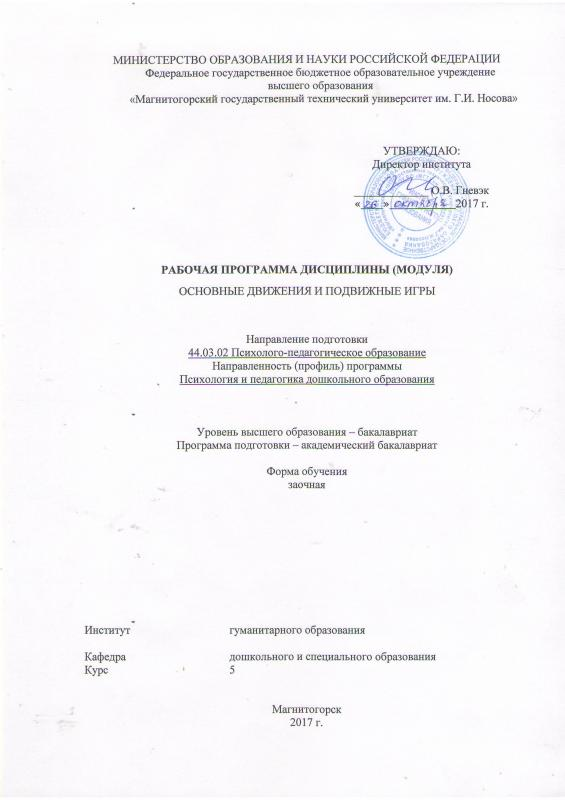 МИНИСТЕРСТВО ОБРАЗОВАНИЯ И НАУКИ РОССИЙСКОЙ ФЕДЕРАЦИИ
Федеральное государственное бюджетное образовательное учреждение
высшего образования
«Магнитогорский государственный технический университет им. Г.И. Носова»
УТВЕРЖДАЮ:
Директор института
О.В. Гневэк
« 26 » октября 2017 г.
РАБОЧАЯ ПРОГРАММА ДИСЦИПЛИНЫ (МОДУЛЯ)
ОСНОВНЫЕ ДВИЖЕНИЯ И ПОДВИЖНЫЕ ИГРЫ
Направление подготовки
44.03.02 Психолого-педагогическое образование
Направленность (профиль) программы
Психология и педагогика дошкольного образования
Уровень высшего образования – бакалавриат
Программа подготовки – академический бакалавриат
Форма обучения
заочная
Институт гуманитарного образования
Кафедра дошкольного и специального образования
Курс 5
Магнитогорск
2017 г.